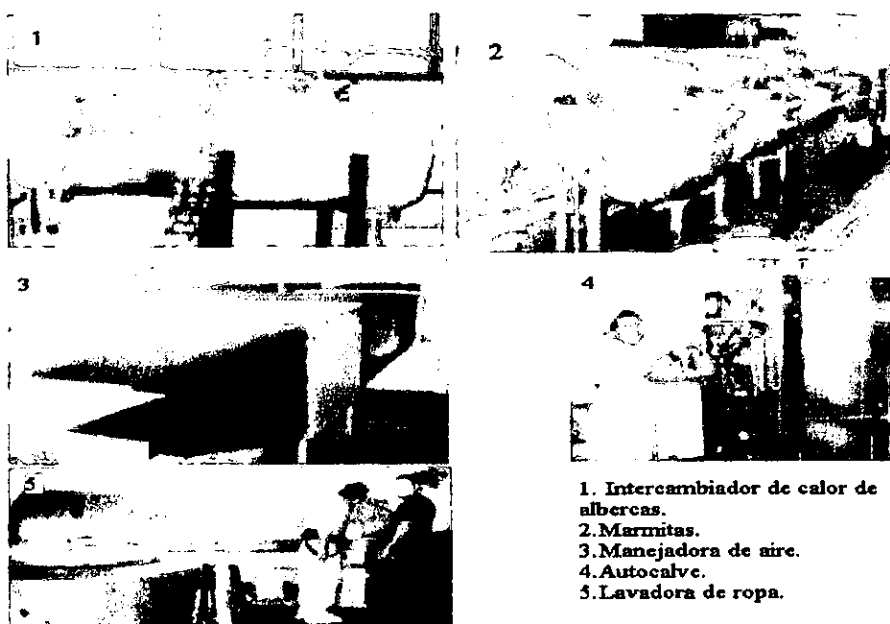 1
2
3
4
5
1. Intercambiador de calor de
albercas.
2.Marmitas.
3.Manejadora de aire.
4.Autocalve.
5.Lavadora de ropa.